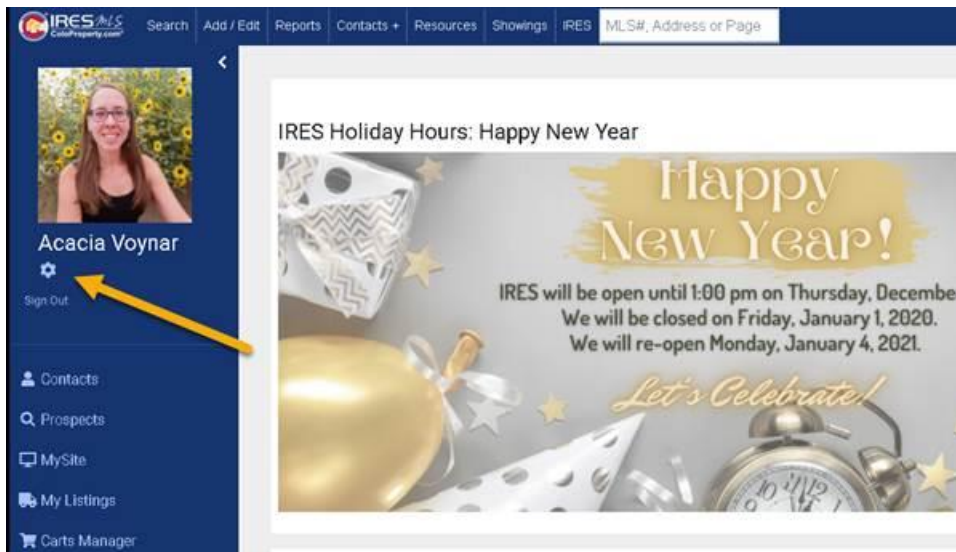 IRES MLS
ColoProperty.com
Search Add / Edit Reports Contacts + Resources Showings IRES MLS#, Address or Page
Acacia Voynar
Sign Out
Contacts
Prospects
MySite
My Listings
Carts Manager
IRES Holiday Hours: Happy New Year
Happy
New Year!
IRES will be open until 1:00 pm on Thursday, Decembe
We will be closed on Friday, January 1, 2020.
We will re-open Monday, January 4, 2021.
Let's Celebrate!
10 11 12